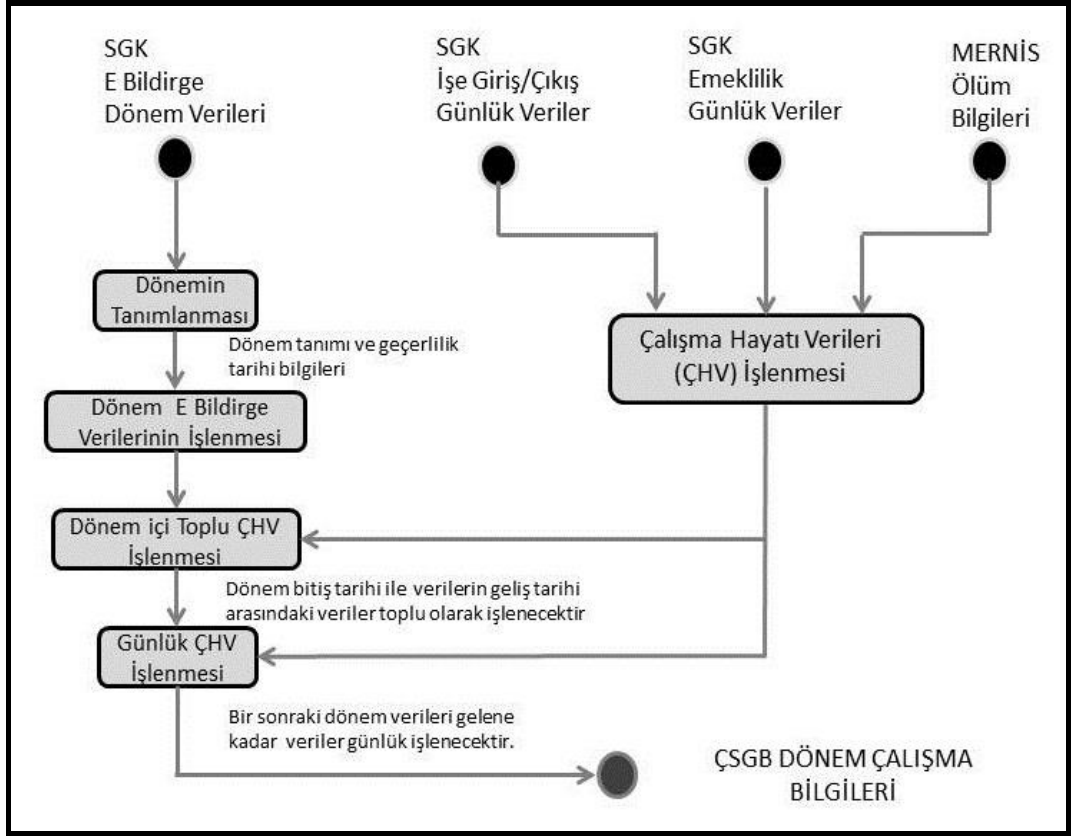 SGK
E Bildirge
Dönem Verileri
SGK
İşe Giriş/Çıkış
Günlük Veriler
SGK
Emeklilik
Günlük Veriler
MERNİS
Ölüm
Bilgileri
Dönemin
Tanımlanması
Dönem tanımı ve geçerlilik
tarihi bilgileri
Çalışma Hayatı Verileri
(ÇHV) İşlenmesi
Dönem E Bildirge
Verilerinin İşlenmesi
Dönem içi Toplu ÇHV
İşlenmesi
Dönem bitiş tarihi ile verilerin geliş tarihi
arasındaki veriler toplu olarak işlenecektir
Günlük ÇHV
İşlenmesi
Bir sonraki dönem verileri gelene
kadar veriler günlük işlenecektir.
ÇSGB DÖNEM ÇALIŞMA
BİLGİLERİ